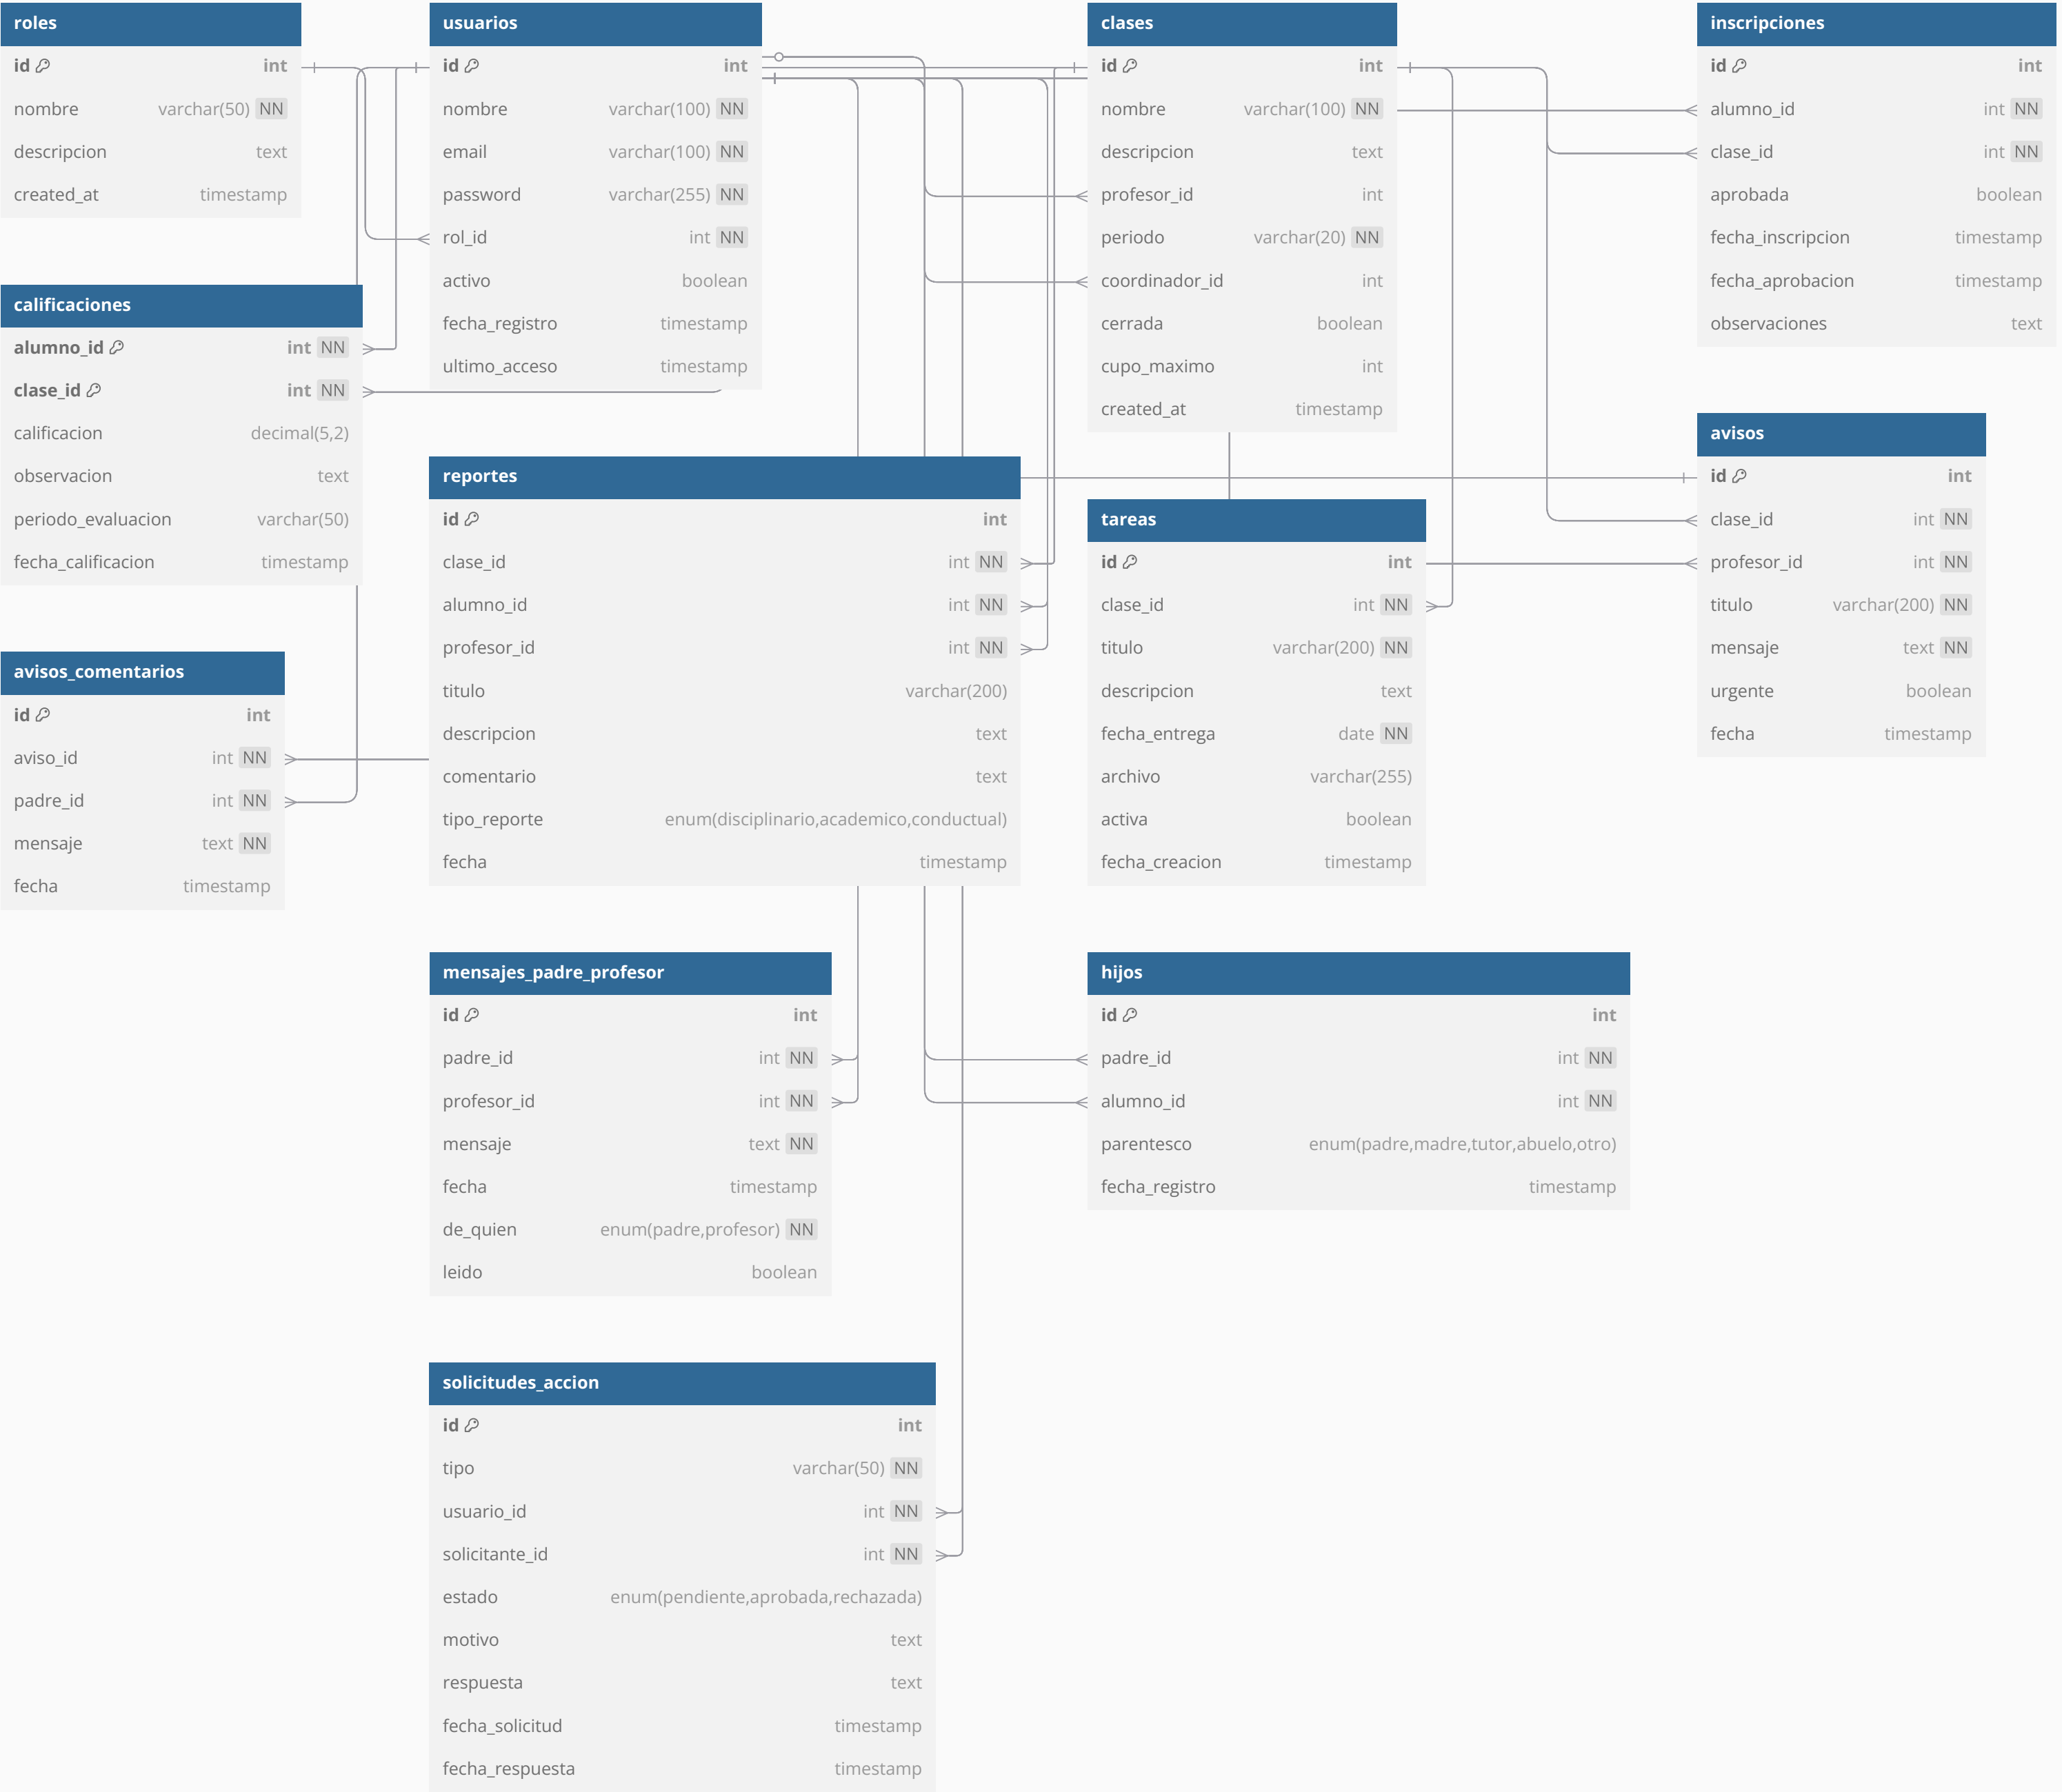 roles
id int
nombre varchar(50) NN
descripcion text
created_at timestamp
usuarios
id int
nombre varchar(100) NN
email varchar(100) NN
password varchar(255) NN
rol_id int NN
activo boolean
fecha_registro timestamp
ultimo_acceso timestamp
clases
id int
nombre varchar(100) NN
descripcion text
profesor_id int
periodo varchar(20) NN
coordinador_id int
cerrada boolean
cupo_maximo int
created_at timestamp
inscripciones
id int
alumno_id int NN
clase_id int NN
aprobada boolean
fecha_inscripcion timestamp
fecha_aprobacion timestamp
observaciones text
calificaciones
alumno_id int NN
clase_id int NN
calificacion decimal(5,2)
observacion text
periodo_evaluacion varchar(50)
fecha_calificacion timestamp
reportes
id int
clase_id int NN
alumno_id int NN
profesor_id int NN
titulo varchar(200)
descripcion text
comentario text
tipo_reporte enum(disciplinario,academico,conductual)
fecha timestamp
tareas
id int
clase_id int NN
titulo varchar(200) NN
descripcion text
fecha_entrega date NN
archivo varchar(255)
activa boolean
fecha_creacion timestamp
avisos
id int
clase_id int NN
profesor_id int NN
titulo varchar(200) NN
mensaje text NN
urgente boolean
fecha timestamp
avisos_comentarios
id int
aviso_id int NN
padre_id int NN
mensaje text NN
fecha timestamp
mensajes_padre_profesor
id int
padre_id int NN
profesor_id int NN
mensaje text NN
fecha timestamp
de_quien enum(padre,profesor) NN
leido boolean
hijos
id int
padre_id int NN
alumno_id int NN
parentesco enum(padre,madre,tutor,abuelo,otro)
fecha_registro timestamp
solicitudes_accion
id int
tipo varchar(50) NN
usuario_id int NN
solicitante_id int NN
estado enum(pendiente,aprobada,rechazada)
motivo text
respuesta text
fecha_solicitud timestamp
fecha_respuesta timestamp